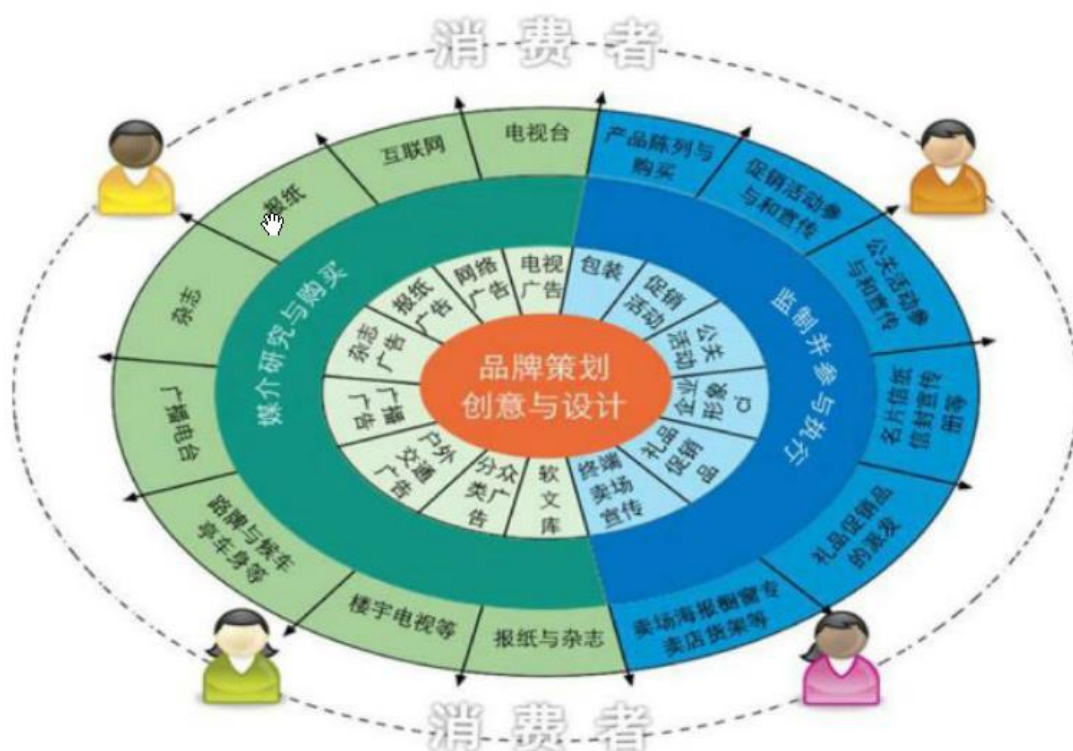 消费者
电视台
产品陈列与
购买
互联网
促销活动参
与和宣传
报纸
公关活动参
与和宣传
杂志
名片信纸
信封宣传
册等
广播电台
礼品促销品
的派发
路牌与候车
亭车身等
卖场海报橱窗专
卖店货架等
楼宇电视等
报纸与杂志
媒介研究与购买
监制并参与执行
电视
广告
包装
网络
广告
促销
活动
报纸
广告
公关
活动
杂志
广告
企业
形象
ci
广播
广告
礼品
促销
品
户外
交通
广告
终端
卖场
宣传
分众
类广
告
软
文
库
品牌策划
创意与设计
消费者